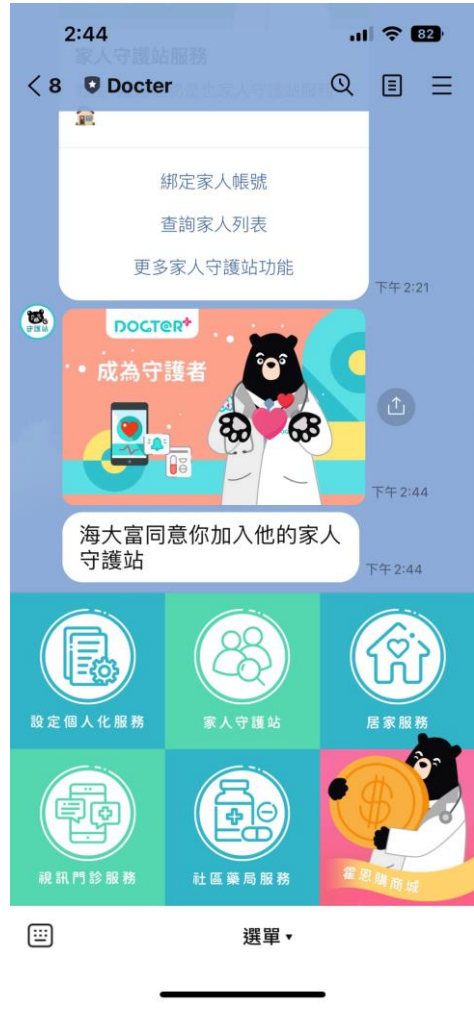 2:44
82
家人守護站服務
8 Docter
綁定家人帳號
查詢家人列表
更多家人守護站功能
下午 2:21
守護站
DOCTER+
成為守護者
下午 2:44
海大富同意你加入他的家人
守護站
下午 2:44
設定個人化服務
家人守護站
居家服務
視訊門診服務
社區藥局服務
霍恩購商城
選單▾